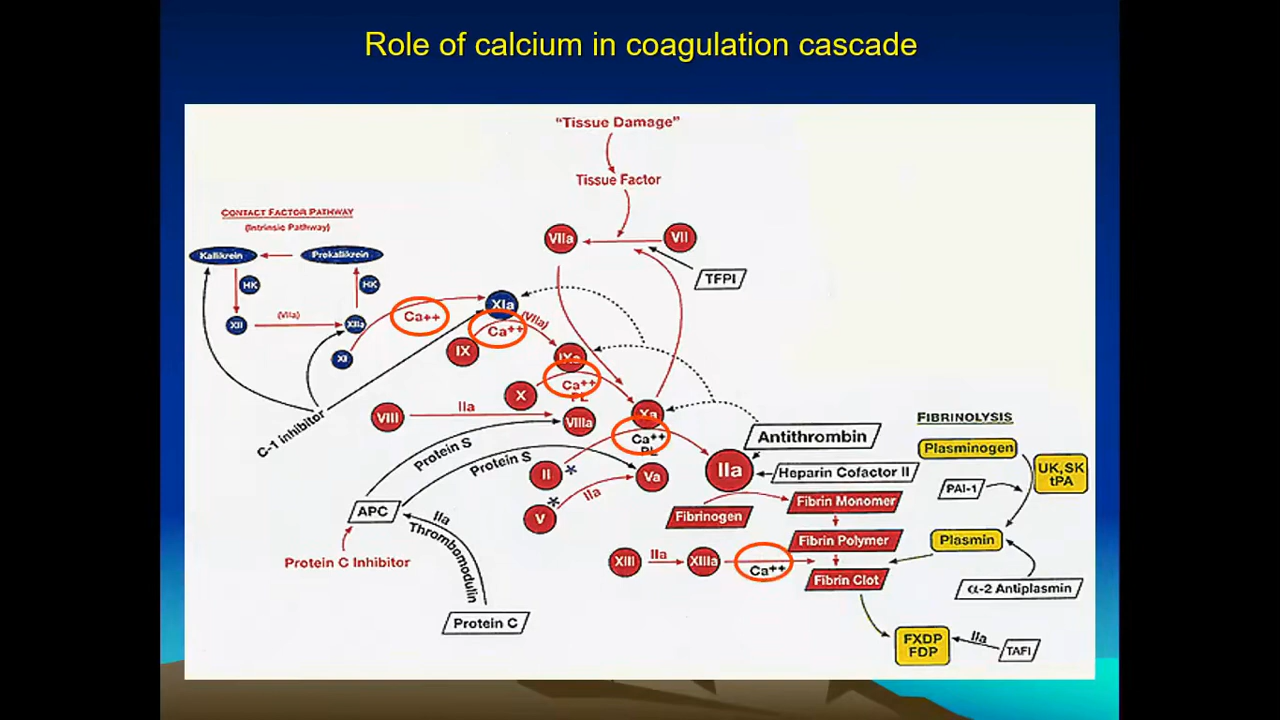 Role of calcium in coagulation cascade
"Tissue Damage"
Tissue Factor
CONTACT FACTOR PATHWAY
(Intrinsic Pathway)
Kallikrein
Prekallikrein
VIIa
VII
TFPI
HK
HK
XII
(VIIa)
XIIa
XI
Ca++
XIa
Ca++
(VIIa)
IX
IXa
X
Ca++
PL
Xa
Ca++
PL
VIII
IIa
VIIIa
C-1 inhibitor
Protein S
Protein S
II
*
Va
IIa
V
*
IIa
Antithrombin
Heparin Cofactor II
Fibrinogen
Fibrin Monomer
Fibrin Polymer
Fibrin Clot
XIII
IIa
XIIIa
Ca++
APC
IIa
Thrombomodulin
Protein C Inhibitor
Protein C
FIBRINOLYSIS
Plasminogen
UK, SK
tPA
PAI-1
Plasmin
α-2 Antiplasmin
FXDP
FDP
IIa
TAFI